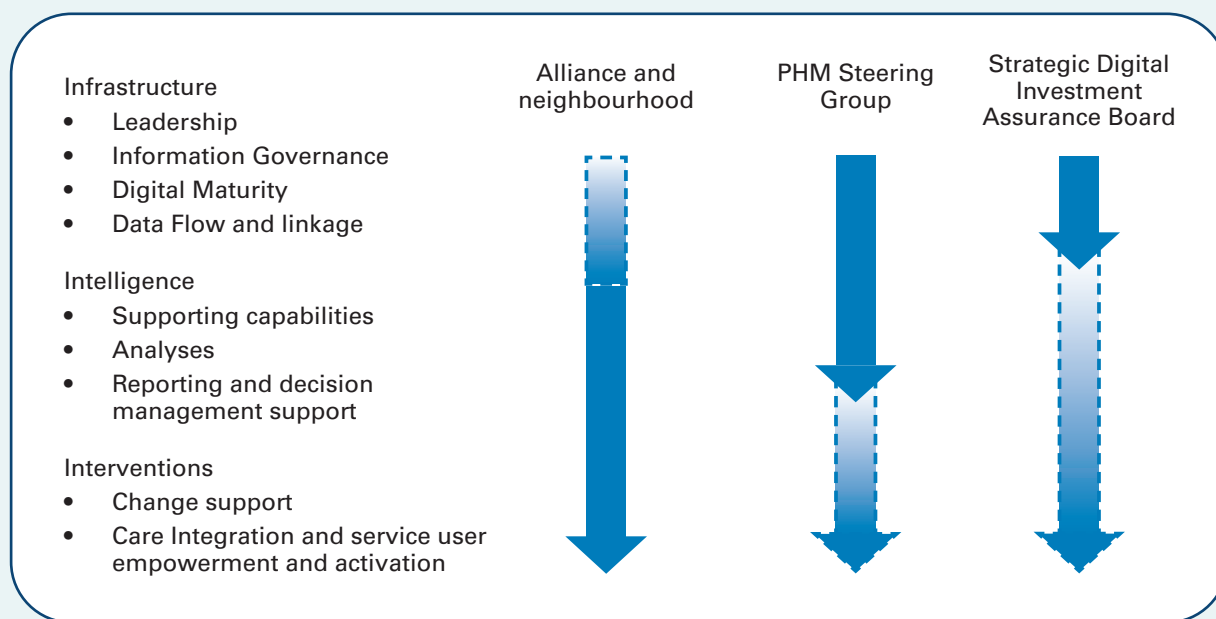 Infrastructure
• Leadership
• Information Governance
• Digital Maturity
• Data Flow and linkage
Intelligence
• Supporting capabilities
• Analyses
• Reporting and decision
management support
Interventions
• Change support
• Care Integration and service user
empowerment and activation
Alliance and
neighbourhood
PHM Steering
Group
Strategic Digital
Investment
Assurance Board